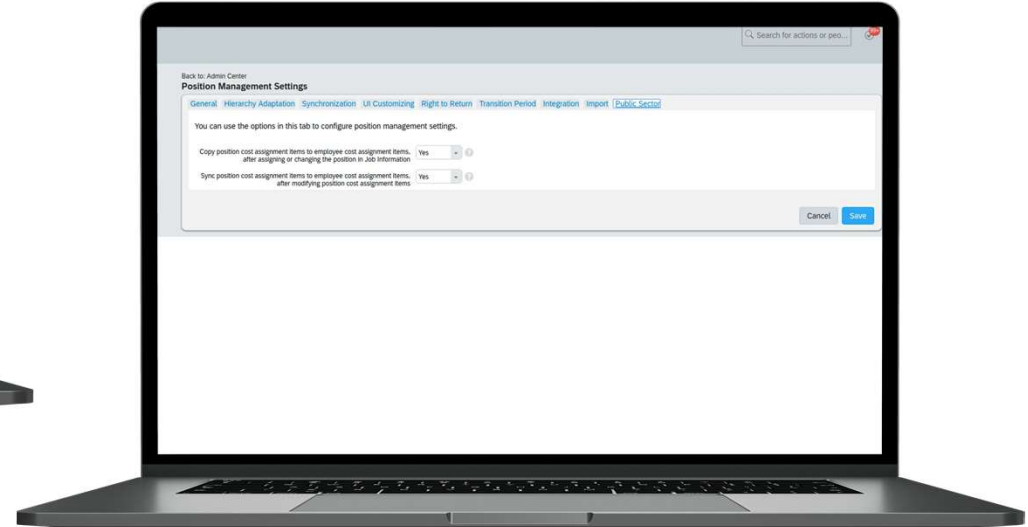 Search for actions or peo...
99+
Back to: Admin Center
Position Management Settings
General Hierarchy Adaptation Synchronization UI Customizing Right to Return Transition Period Integration Import Public Sector
You can use the options in this tab to configure position management settings.
Copy position cost assignment items to employee cost assignment items, Yes
after assigning or changing the position in Job Information
Sync position cost assignment items to employee cost assignment items, Yes
after modifying position cost assignment items
Cancel Save